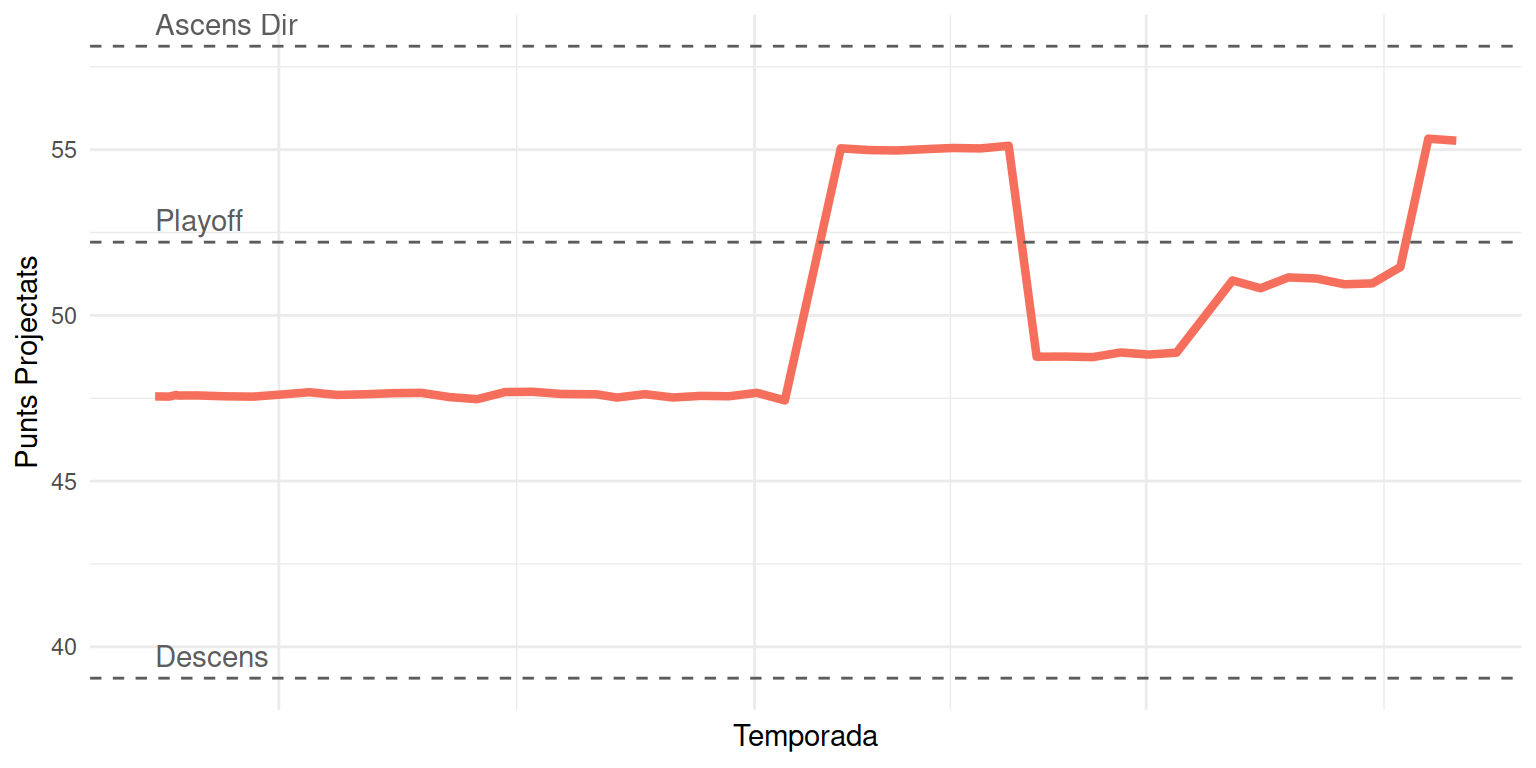 Ascens Dir
55
Playoff
50
45
40
Descens
Punts Projectats
Temporada